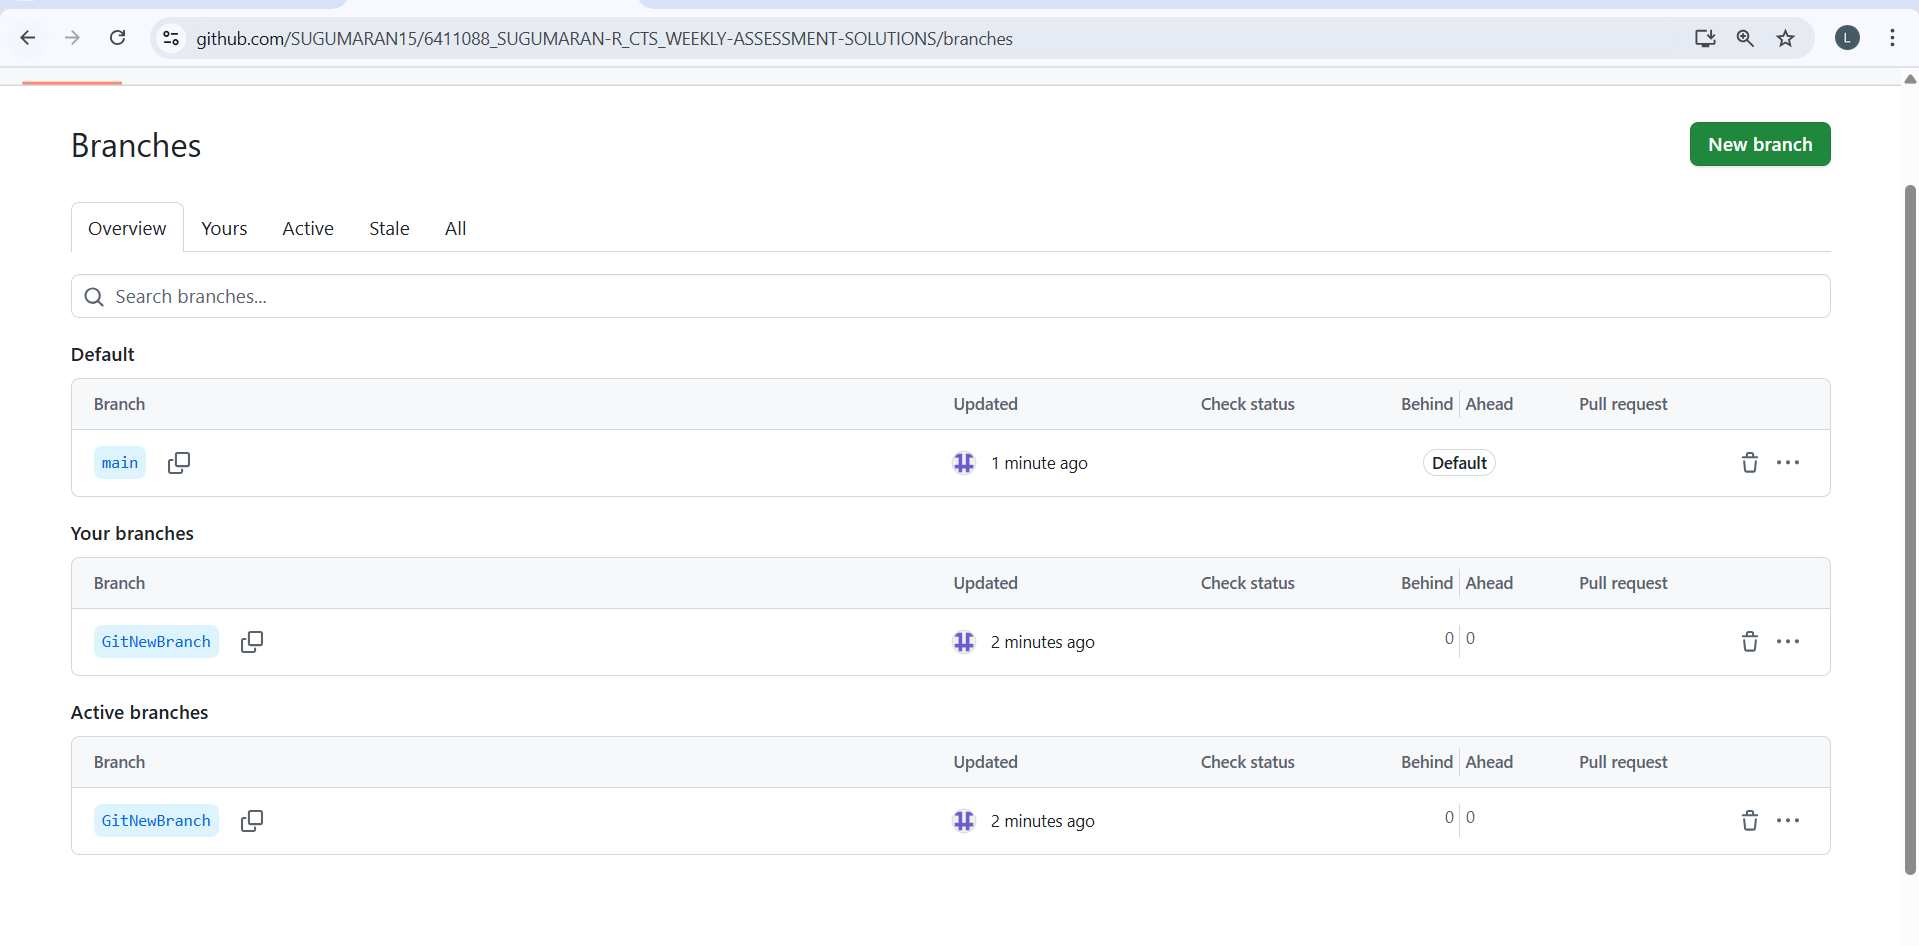 github.com/SUGUMARAN15/6411088_SUGUMARAN-R_CTS_WEEKLY-ASSESSMENT-SOLUTIONS/branches
L
Branches
New branch
Overview Yours Active Stale All
Search branches...
Default
Branch Updated Check status Behind Ahead Pull request
main 1 minute ago Default
Your branches
Branch Updated Check status Behind Ahead Pull request
GitNewBranch 2 minutes ago 0 0
Active branches
Branch Updated Check status Behind Ahead Pull request
GitNewBranch 2 minutes ago 0 0